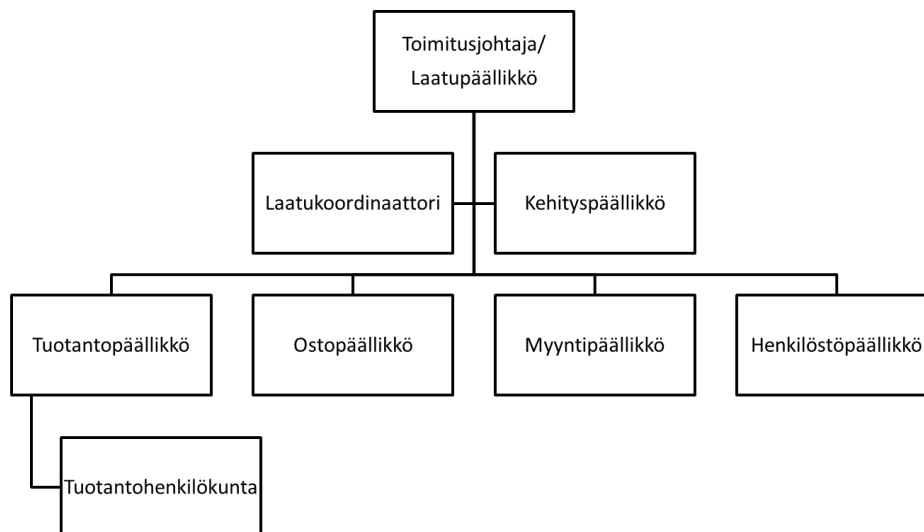 Toimitusjohtaja/
Laatupäällikkö
Laatukoordinaattori
Kehityspäällikkö
Tuotantopäällikkö
Ostopäällikkö
Myyntipäällikkö
Henkilöstöpäällikkö
Tuotantohenkilökunta